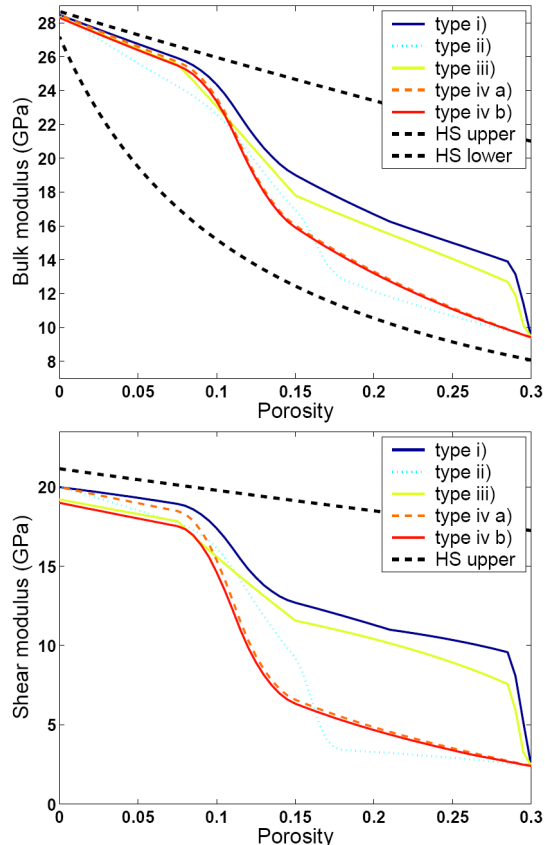 28
26
24
22
20
18
16
14
12
10
8
Bulk modulus (GPa)
type i)
type ii)
type iii)
type iv a)
type iv b)
HS upper
HS lower
0 0.05 0.1 0.15 0.2 0.25 0.3
Porosity
20
15
10
5
0
Shear modulus (GPa)
type i)
type ii)
type iii)
type iv a)
type iv b)
HS upper
0 0.05 0.1 0.15 0.2 0.25 0.3
Porosity